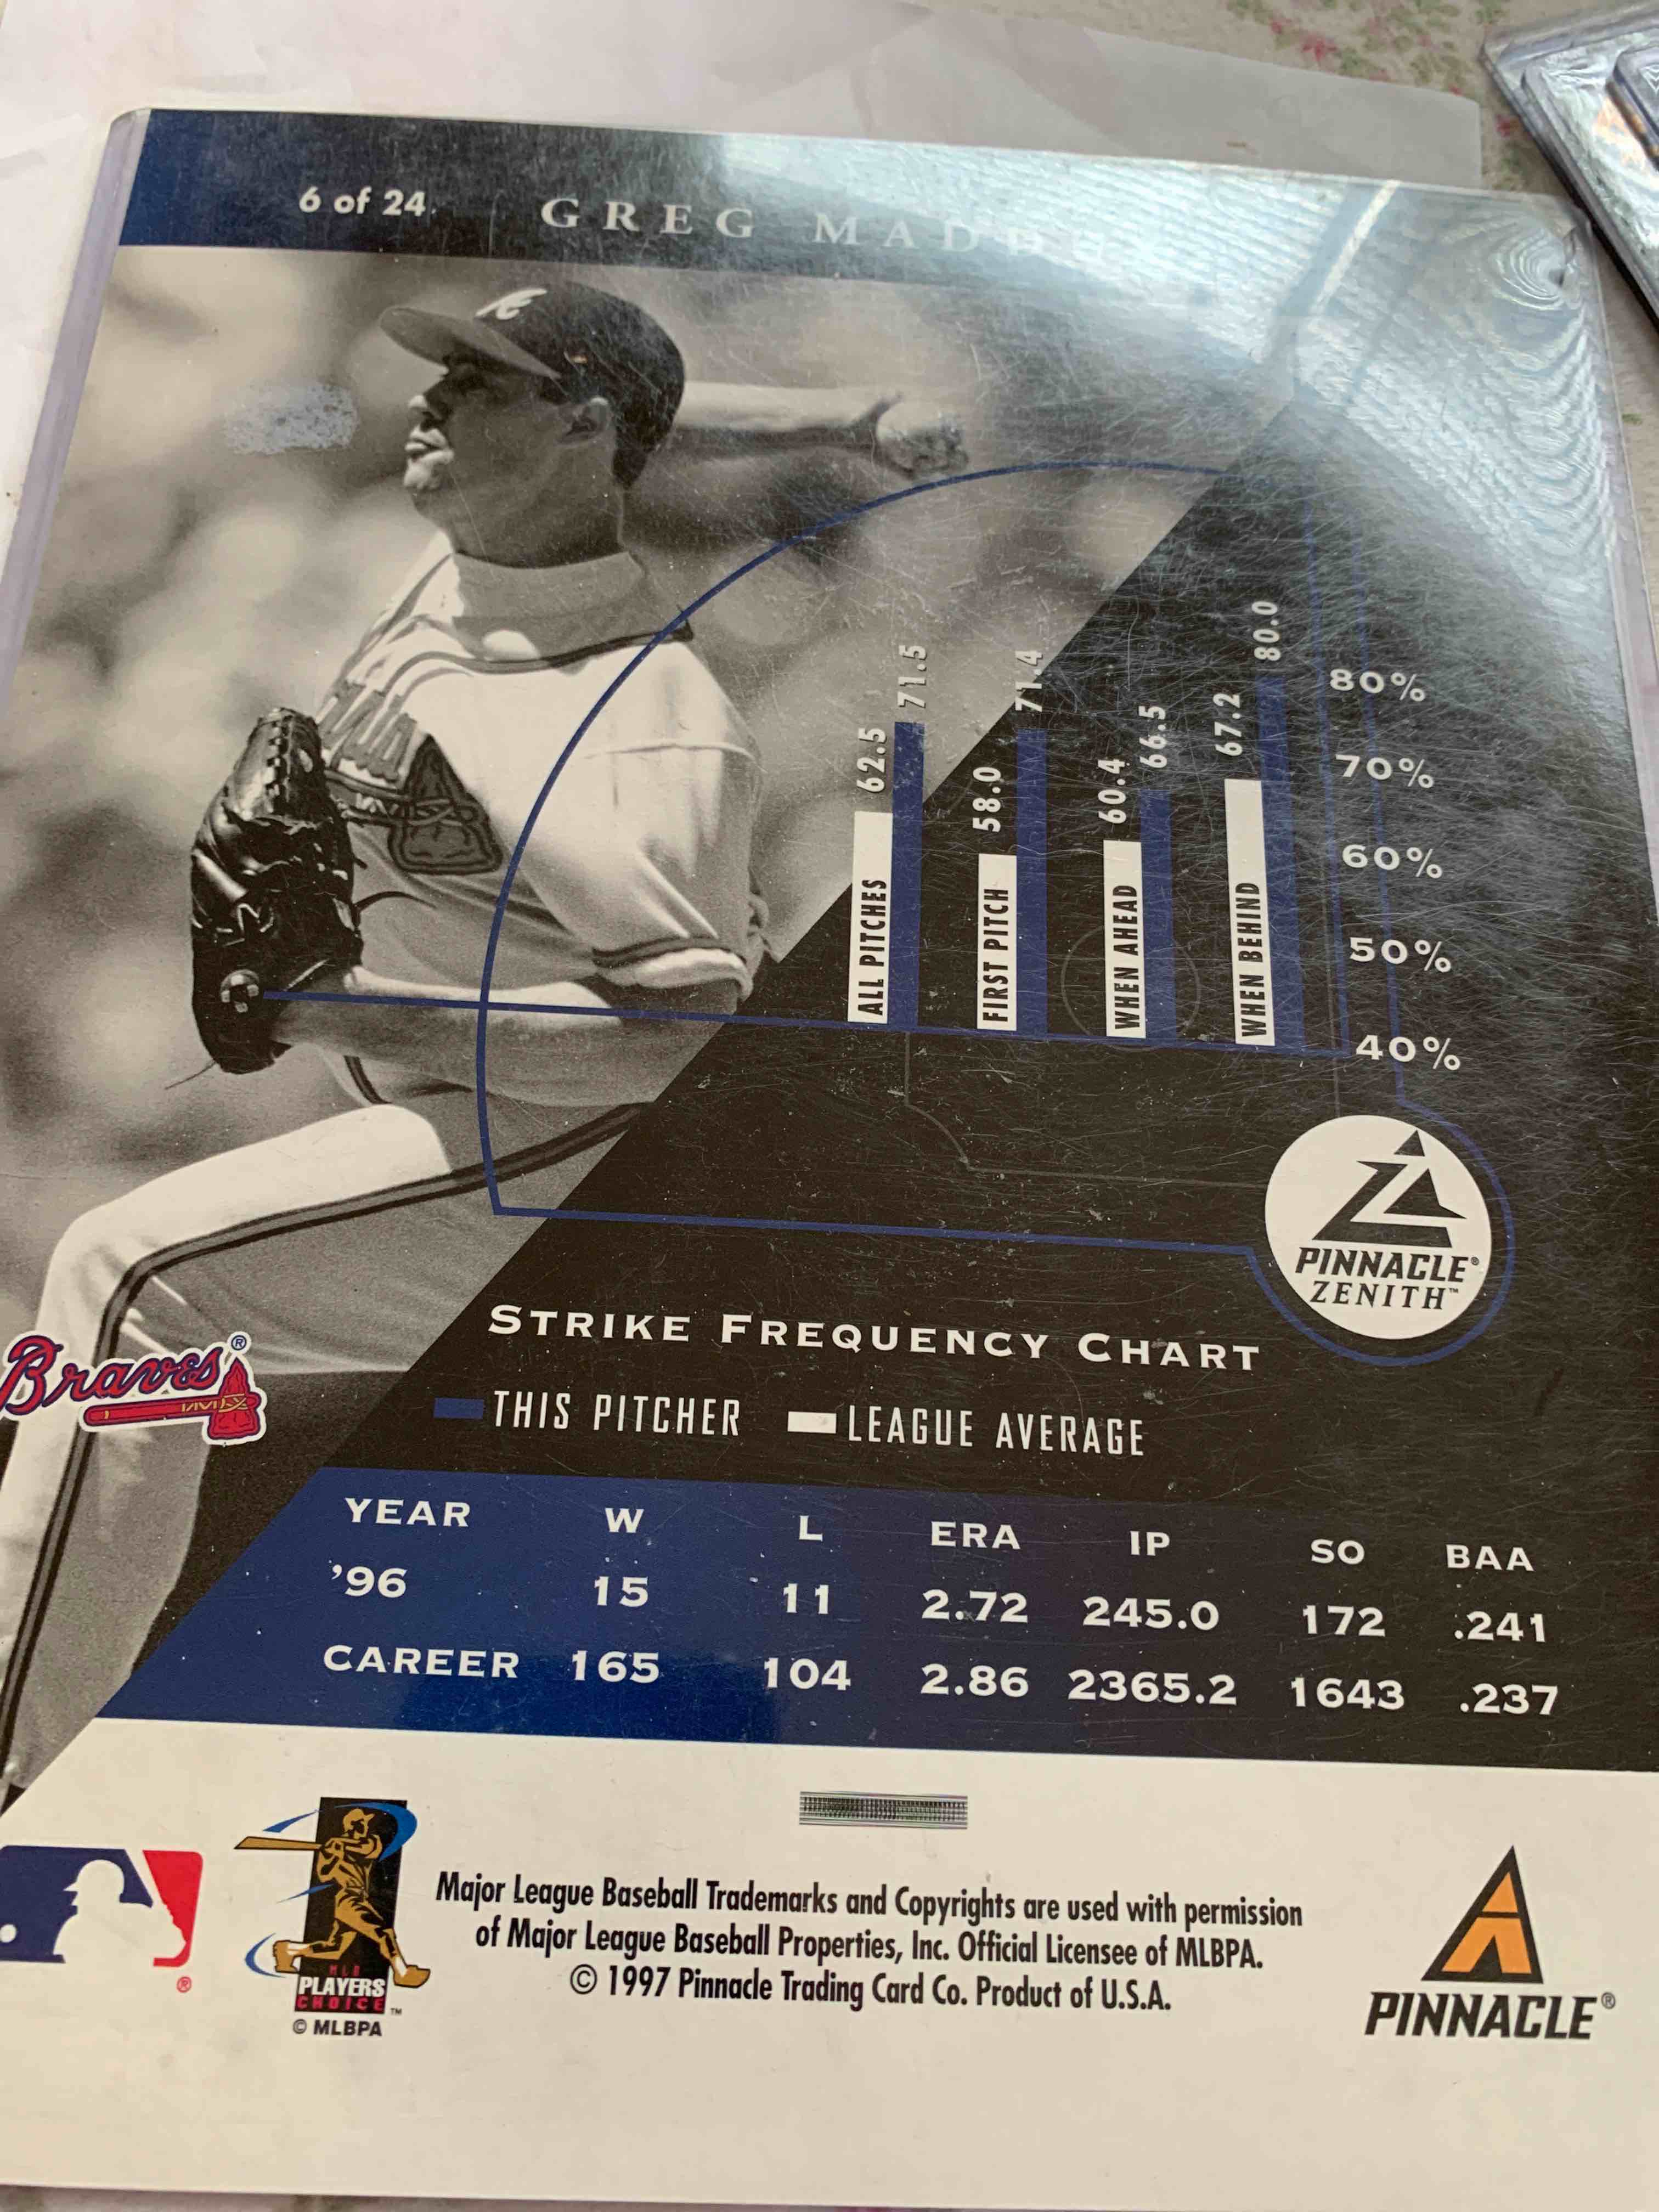 6 of 24
GREG MADDUX
80.0
71.5
71.4
67.2
66.5
62.5
60.4
58.0
80%
70%
60%
50%
40%
ALL PITCHES
FIRST PITCH
WHEN AHEAD
WHEN BEHIND
PINNACLE®
ZENITH™
STRIKE FREQUENCY CHART
THIS PITCHER LEAGUE AVERAGE
Braves®
YEAR W L ERA IP SO BAA
'96 15 11 2.72 245.0 172 .241
CAREER 165 104 2.86 2365.2 1643 .237
Major League Baseball Trademarks and Copyrights are used with permission
of Major League Baseball Properties, Inc. Official Licensee of MLBPA.
© 1997 Pinnacle Trading Card Co. Product of U.S.A.
®
MLB
PLAYERS
CHOICE™
© MLBPA
PINNACLE®